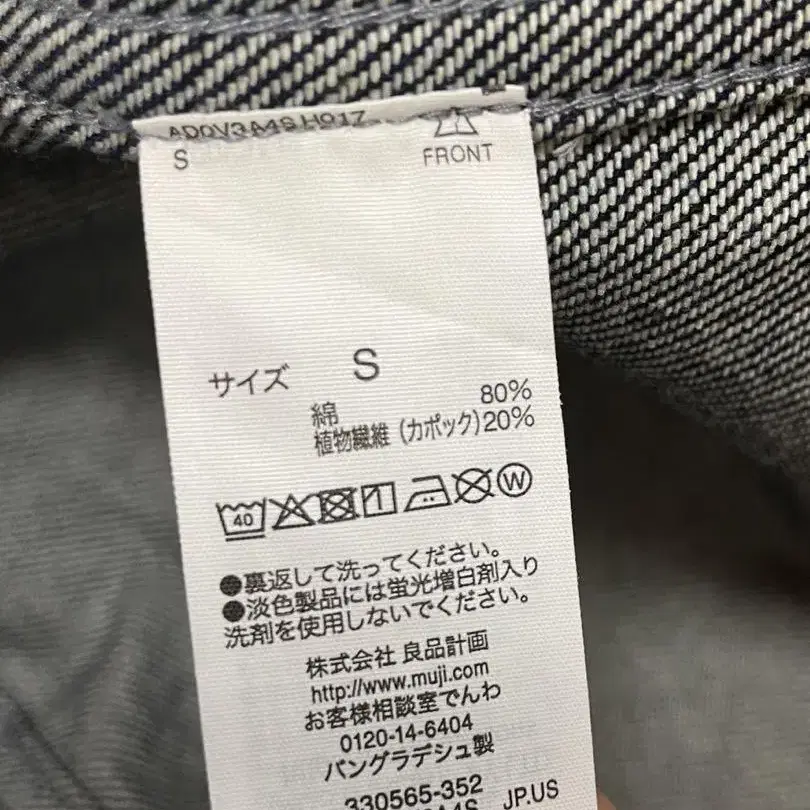 AD0V3A4S H017
S
FRONT
サイズ S
綿 80%
植物繊維（カポック）20%
40
W
●裏返して洗ってください。
●淡色製品には蛍光増白剤入り
洗剤を使用しないでください。
株式会社 良品計画
http://www.muji.com
お客様相談室でんわ
0120-14-6404
バングラデシュ製
330565-352
JP.US